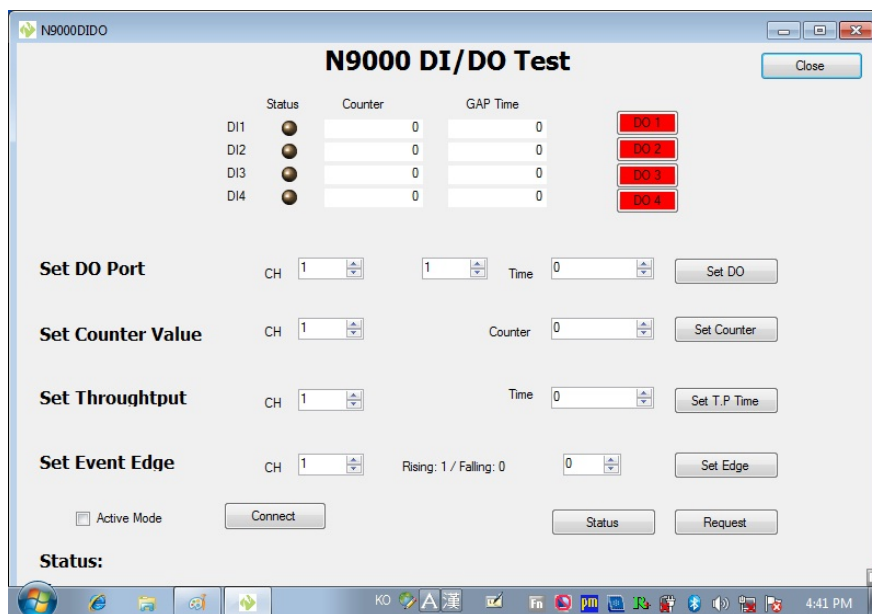 N9000DIDO
N9000 DI/DO Test
Close
Status Counter GAP Time
DI1 0 0 DO 1
DI2 0 0 DO 2
DI3 0 0 DO 3
DI4 0 0 DO 4
Set DO Port CH 1 1 Time 0 Set DO
Set Counter Value CH 1 Counter 0 Set Counter
Set Throughtput CH 1 Time 0 Set T.P Time
Set Event Edge CH 1 Rising: 1 / Falling: 0 0 Set Edge
Active Mode Connect Status Request
Status:
KO A 漢 Fn pm 4:41 PM